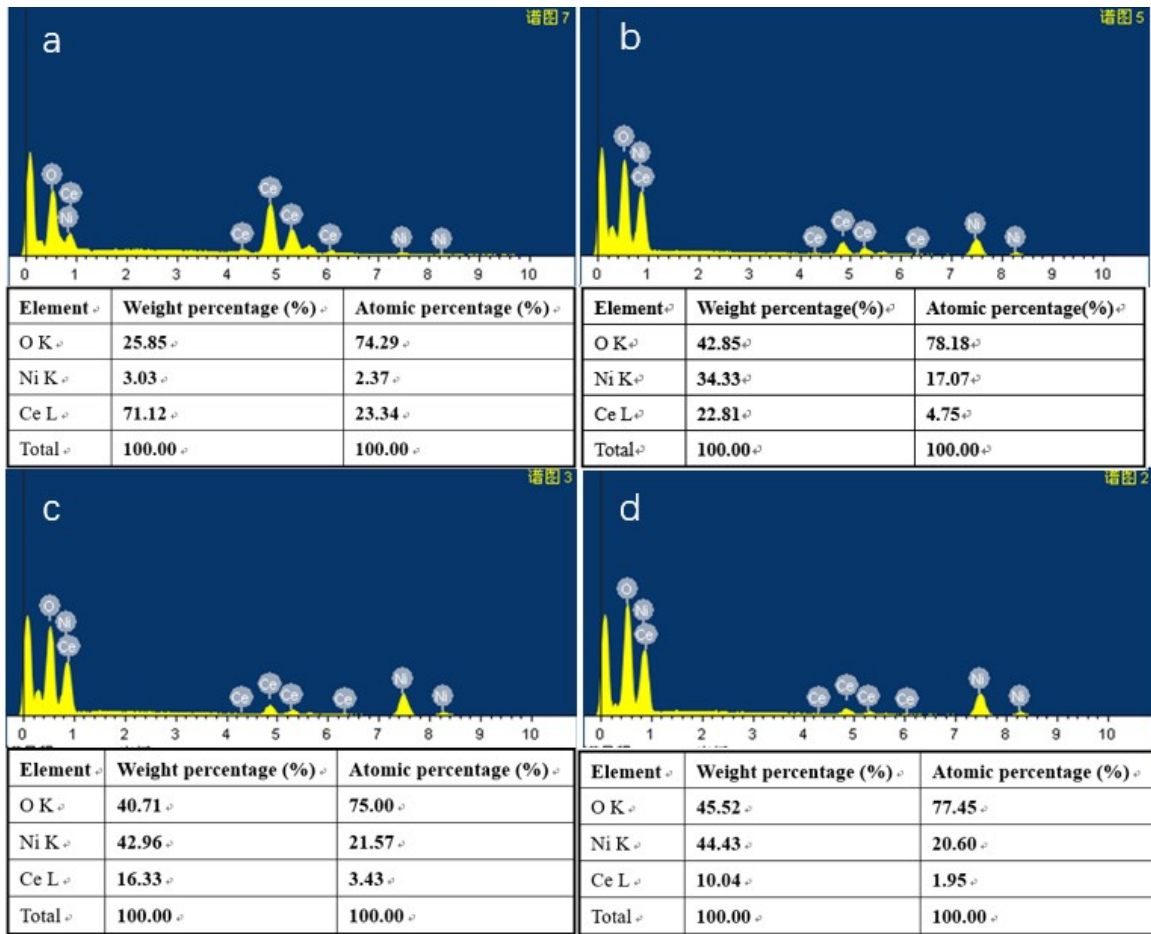 谱图 7
a
O
Ce
Ni
Ce
Ce
Ce
Ce
Ni
Ni
0 1 2 3 4 5 6 7 8 9 10
Element Weight percentage (%) Atomic percentage (%)
O K 25.85 74.29
Ni K 3.03 2.37
Ce L 71.12 23.34
Total 100.00 100.00
谱图 5
b
O
Ni
Ce
Ce
Ce
Ce
Ce
Ni
Ni
0 1 2 3 4 5 6 7 8 9 10
Element Weight percentage(%) Atomic percentage(%)
O K 42.85 78.18
Ni K 34.33 17.07
Ce L 22.81 4.75
Total 100.00 100.00
谱图 3
c
O
Ni
Ce
Ce
Ce
Ce
Ce
Ni
Ni
0 1 2 3 4 5 6 7 8 9 10
Element Weight percentage (%) Atomic percentage (%)
O K 40.71 75.00
Ni K 42.96 21.57
Ce L 16.33 3.43
Total 100.00 100.00
谱图 2
d
O
Ni
Ce
Ce
Ce
Ce
Ce
Ni
Ni
0 1 2 3 4 5 6 7 8 9 10
Element Weight percentage (%) Atomic percentage (%)
O K 45.52 77.45
Ni K 44.43 20.60
Ce L 10.04 1.95
Total 100.00 100.00